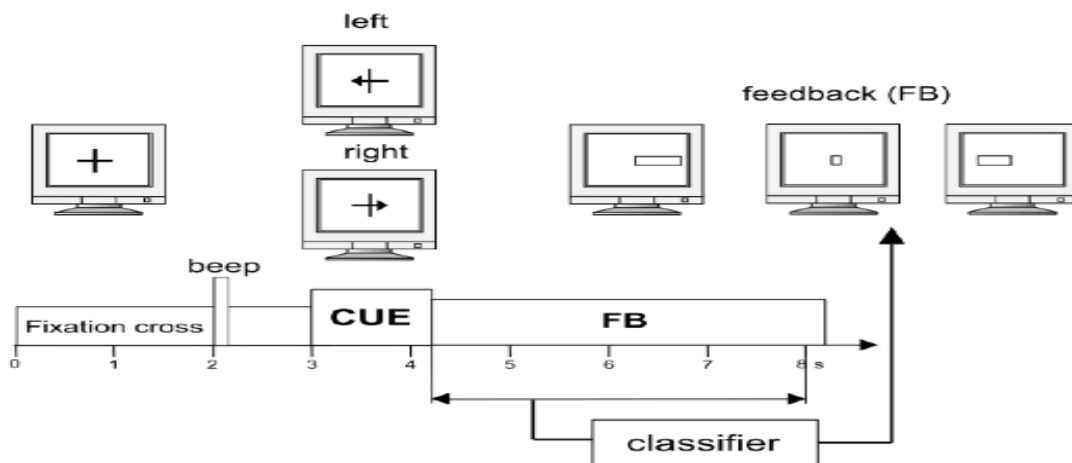 left
feedback (FB)
right
beep
Fixation cross
CUE
FB
0 1 2 3 4 5 6 7 8 s
classifier